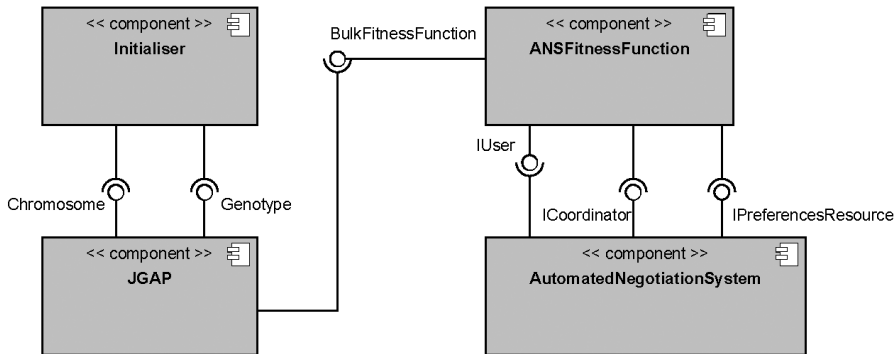 << component >>
Initialiser
BulkFitnessFunction
<< component >>
ANSFitnessFunction
IUser
Chromosome
Genotype
ICoordinator
IPreferencesResource
<< component >>
JGAP
<< component >>
AutomatedNegotiationSystem